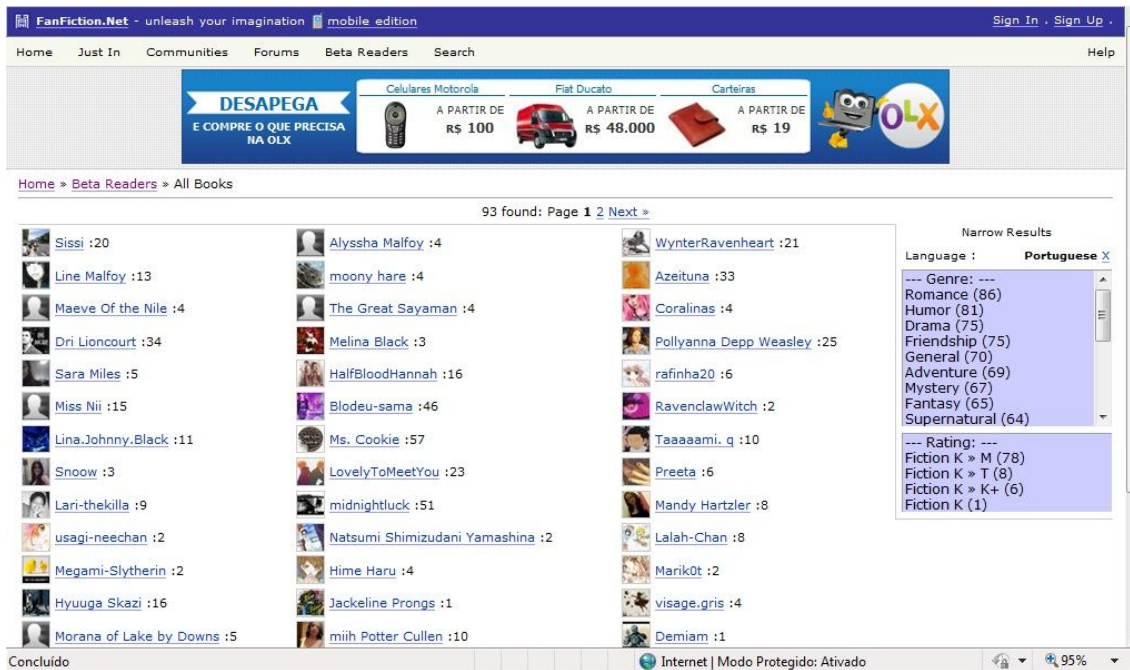 FanFiction.Net - unleash your imagination mobile edition
Sign In . Sign Up .
Home Just In Communities Forums Beta Readers Search Help
DESAPEGA
E COMPRE O QUE PRECISA
NA OLX
Celulares Motorola
A PARTIR DE
R$ 100
Fiat Ducato
A PARTIR DE
R$ 48.000
Carteiras
A PARTIR DE
R$ 19
OLX
Home » Beta Readers » All Books
93 found: Page 1 2 Next »
Sissi :20
Line Malfoy :13
Maeve Of the Nile :4
Dri Lioncourt :34
Sara Miles :5
Miss Nii :15
Lina.Johnny.Black :11
Snoow :3
Lari-thekilla :9
usagi-neechan :2
Megami-Slytherin :2
Hyuuga Skazi :16
Morana of Lake by Downs :5
Alyssha Malfoy :4
moony hare :4
The Great Sayaman :4
Melina Black :3
HalfBloodHannah :16
Blodeu-sama :46
Ms. Cookie :57
LovelyToMeetYou :23
midnightluck :51
Natsumi Shimizudani Yamashina :2
Hime Haru :4
Jackeline Prongs :1
miih Potter Cullen :10
WynterRavenheart :21
Azeituna :33
Coralinas :4
Pollyanna Depp Weasley :25
rafinha20 :6
RavenclawWitch :2
Taaaaami. q :10
Preeta :6
Mandy Hartzler :8
Lalah-Chan :8
Marik0t :2
visage.gris :4
Demiam :1
Narrow Results
Language : Portuguese X
--- Genre: ---
Romance (86)
Humor (81)
Drama (75)
Friendship (75)
General (70)
Adventure (69)
Mystery (67)
Fantasy (65)
Supernatural (64)
--- Rating: ---
Fiction K » M (78)
Fiction K » T (8)
Fiction K » K+ (6)
Fiction K (1)
Concluído
Internet | Modo Protegido: Ativado
95%